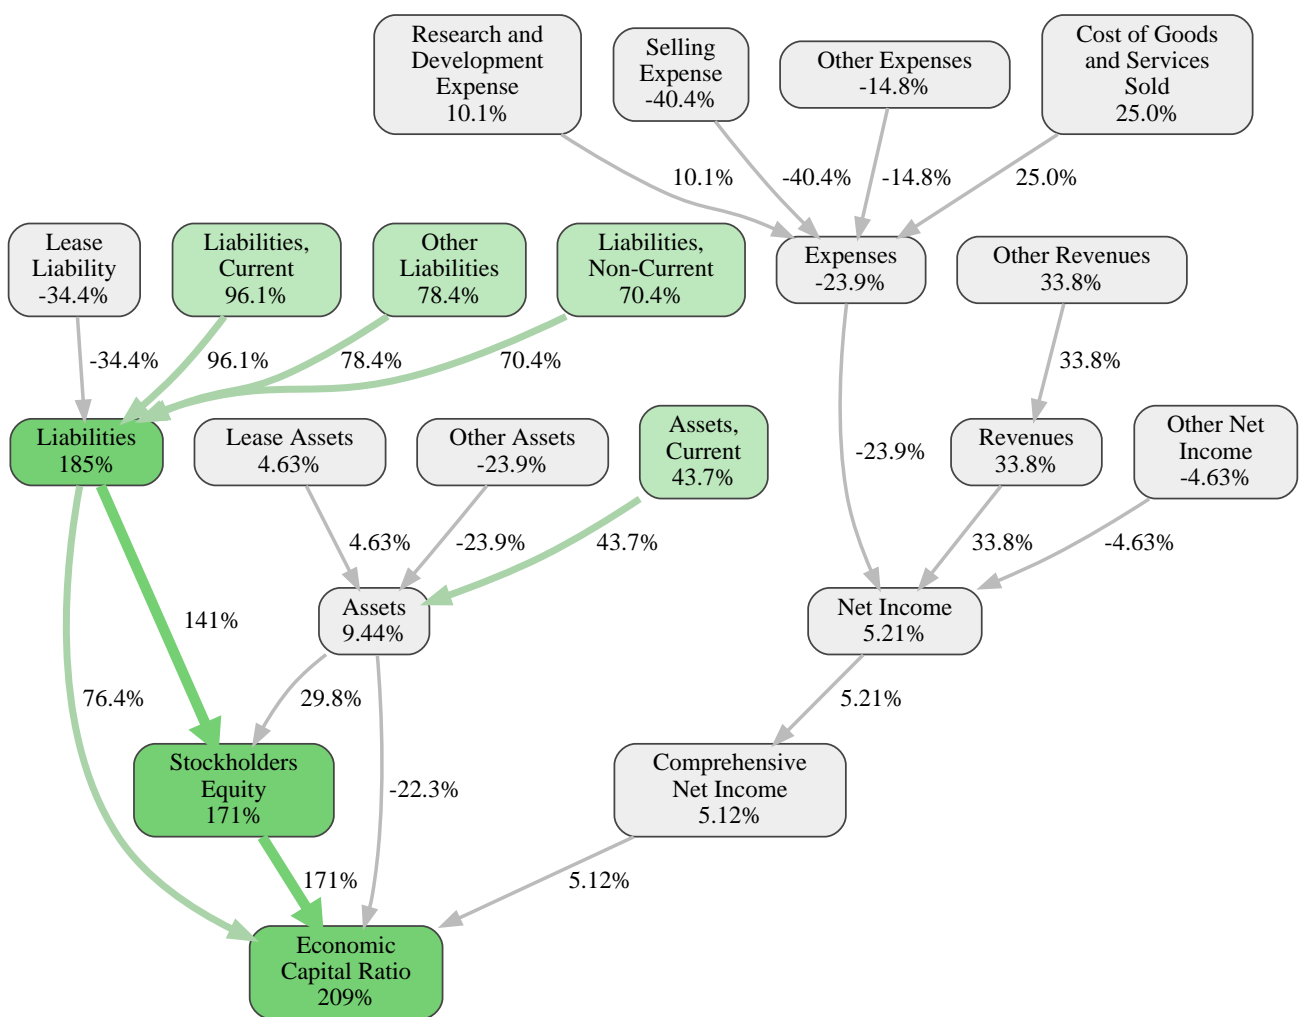 Research and
Development
Expense
10.1%
Selling
Expense
-40.4%
Other Expenses
-14.8%
Cost of Goods
and Services
Sold
25.0%
10.1%
-40.4%
-14.8%
25.0%
Lease
Liability
-34.4%
Liabilities,
Current
96.1%
Other
Liabilities
78.4%
Liabilities,
Non-Current
70.4%
Expenses
-23.9%
Other Revenues
33.8%
-34.4%
96.1%
78.4%
70.4%
33.8%
Liabilities
185%
Lease Assets
4.63%
Other Assets
-23.9%
Assets,
Current
43.7%
-23.9%
Revenues
33.8%
Other Net
Income
-4.63%
4.63%
-23.9%
43.7%
33.8%
-4.63%
141%
Assets
9.44%
Net Income
5.21%
76.4%
29.8%
5.21%
Stockholders
Equity
171%
-22.3%
Comprehensive
Net Income
5.12%
171%
5.12%
Economic
Capital Ratio
209%